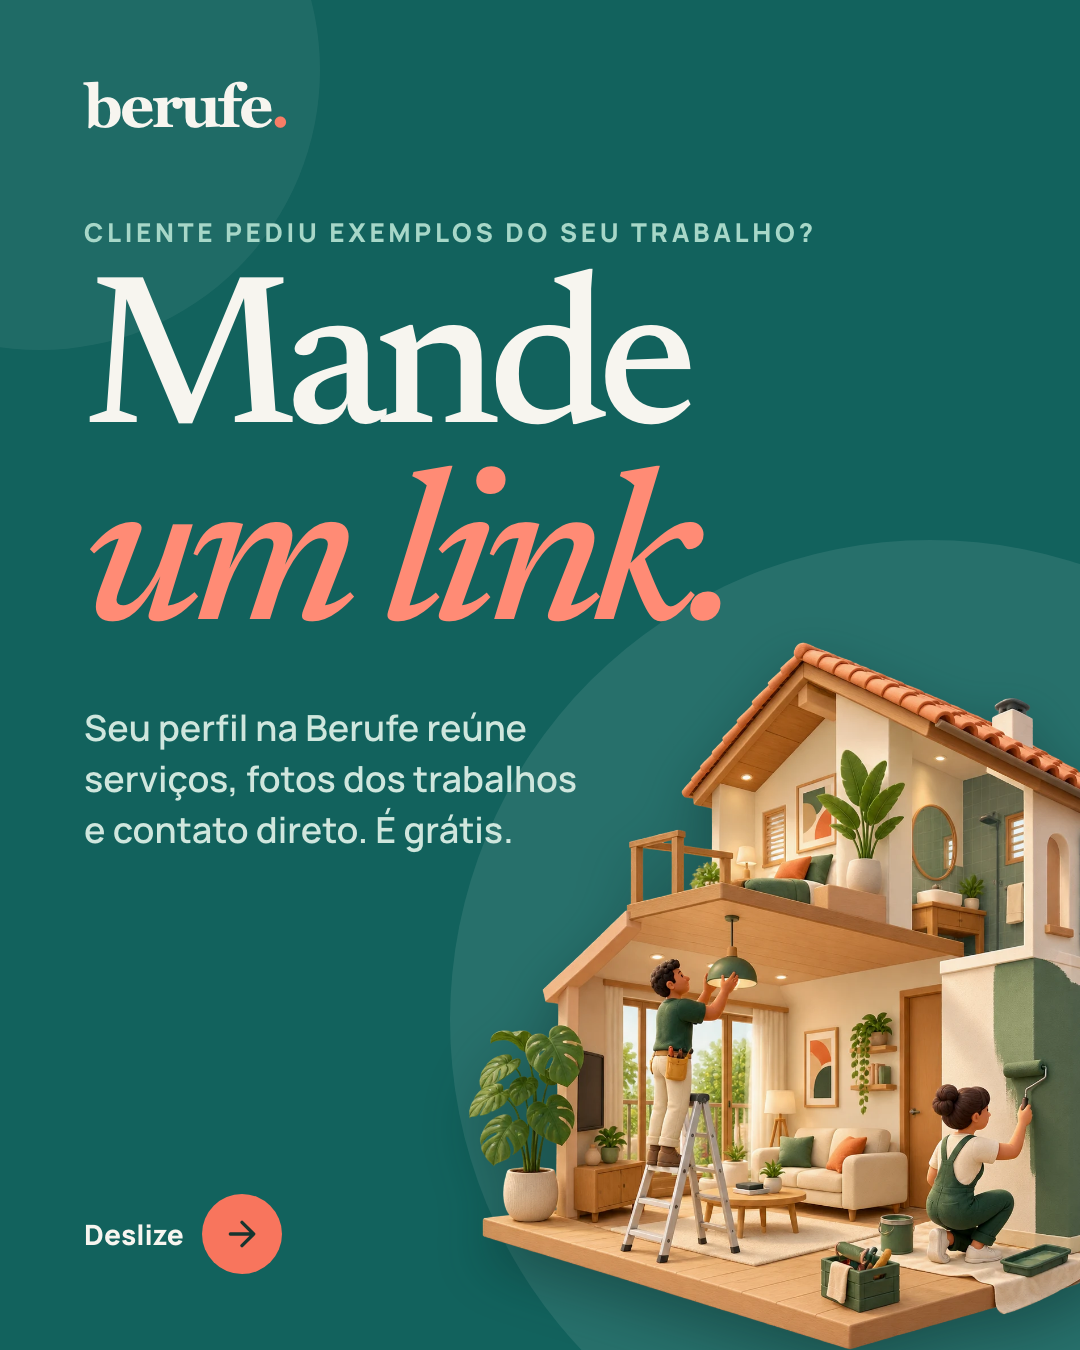 berufe.
CLIENTE PEDIU EXEMPLOS DO SEU TRABALHO?
Mande
um link.
Seu perfil na Berufe reúne
serviços, fotos dos trabalhos
e contato direto. É grátis.
Deslize